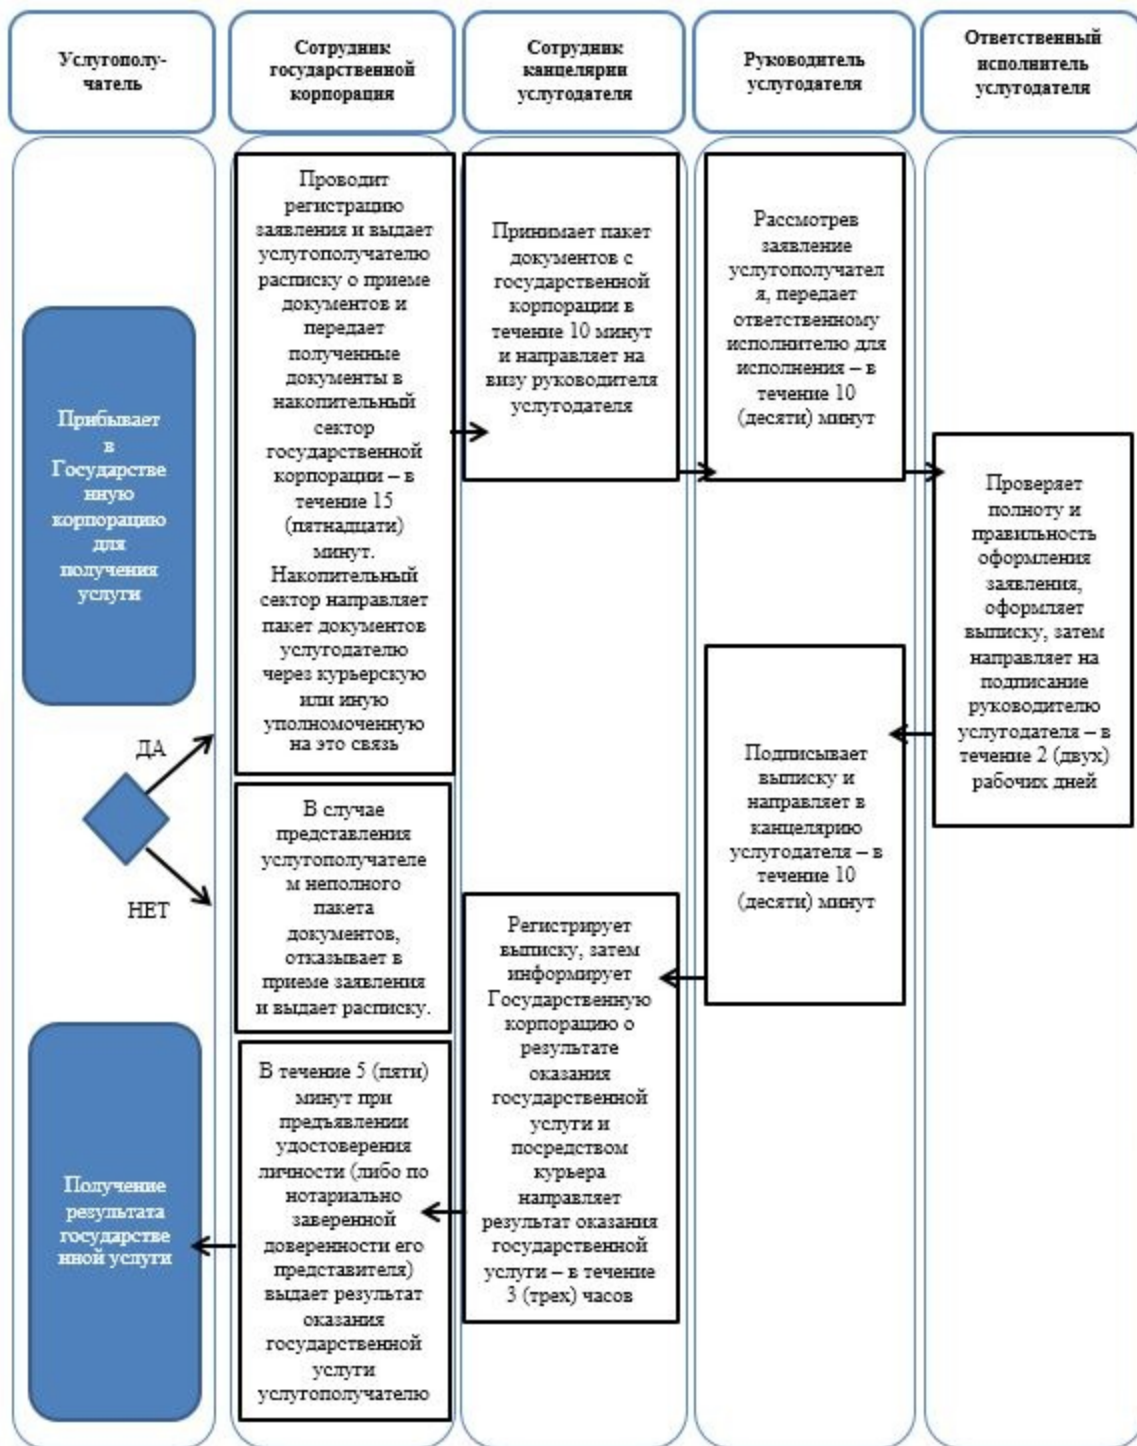 Услугополу-
чатель
Сотрудник
государственной
корпорация
Сотрудник
канцелярии
услугодателя
Руководитель
услугодателя
Ответственный
исполнитель
услугодателя
Прибывает
в
Государстве
нную
корпорацию
для
получения
услуги
ДА
НЕТ
Получение
результата
государстве
нной услуги
Проводит
регистрацию
заявления и выдает
услугополучателю
расписку о приеме
документов и
передает
полученные
документы в
накопительный
сектор
государственной
корпорации – в
течение 15
(пятнадцати)
минут.
Накопительный
сектор направляет
пакет документов
услугодателю
через курьерскую
или иную
уполномоченную
на это связь
В случае
представления
услугополучателе
м неполного
пакета
документов,
отказывает в
приеме заявления
и выдает расписку.
В течение 5 (пяти)
минут при
предъявлении
удостоверения
личности (либо по
нотариально
заверенной
доверенности его
представителя)
выдает результат
оказания
государственной
услуги
услугополучателю
Принимает пакет
документов с
государственной
корпорации в
течение 10 минут
и направляет на
визу руководителя
услугодателя
Регистрирует
выписку, затем
информирует
Государственную
корпорацию о
результате
оказания
государственной
услуги и
посредством
курьера
направляет
результат оказания
государственной
услуги – в течение
3 (трех) часов
Рассмотрев
заявление
услугополучател
я, передает
ответственному
исполнителю для
исполнения – в
течение 10
(десяти) минут
Подписывает
выписку и
направляет в
канцелярию
услугодателя – в
течение 10
(десяти) минут
Проверяет
полноту и
правильность
оформления
заявления,
оформляет
выписку, затем
направляет на
подписание
руководителю
услугодателя – в
течение 2 (двух)
рабочих дней